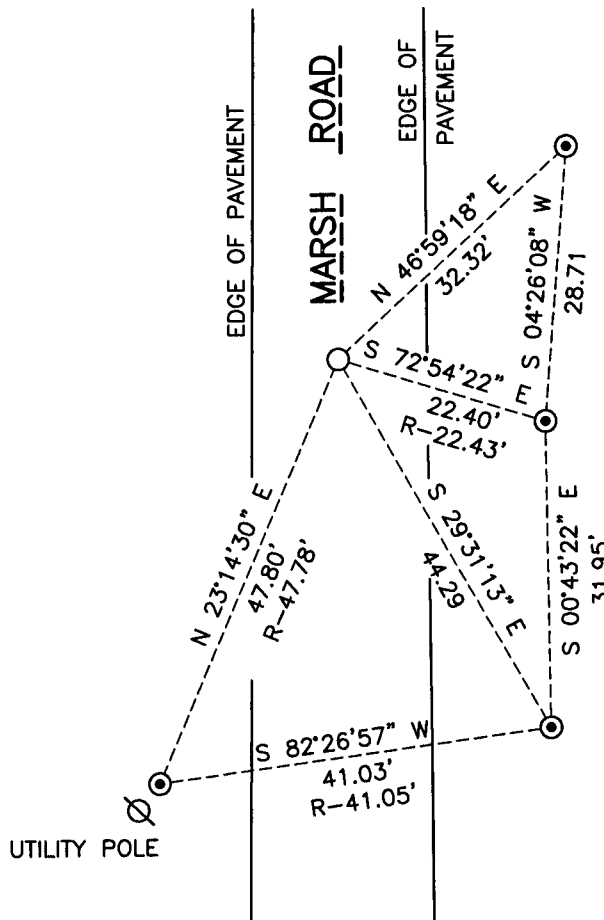 EDGE OF PAVEMENT
MARSH ROAD
EDGE OF
PAVEMENT
N 46°59'18" E
32.32'
S 04°26'08" W
28.71
S 72°54'22" E
22.40'
R-22.43'
N 23°14'30" E
47.80'
R-47.78'
S 29°31'13" E
44.29
S 00°43'22" E
31.95'
S 82°26'57" W
41.03'
R-41.05'
UTILITY POLE